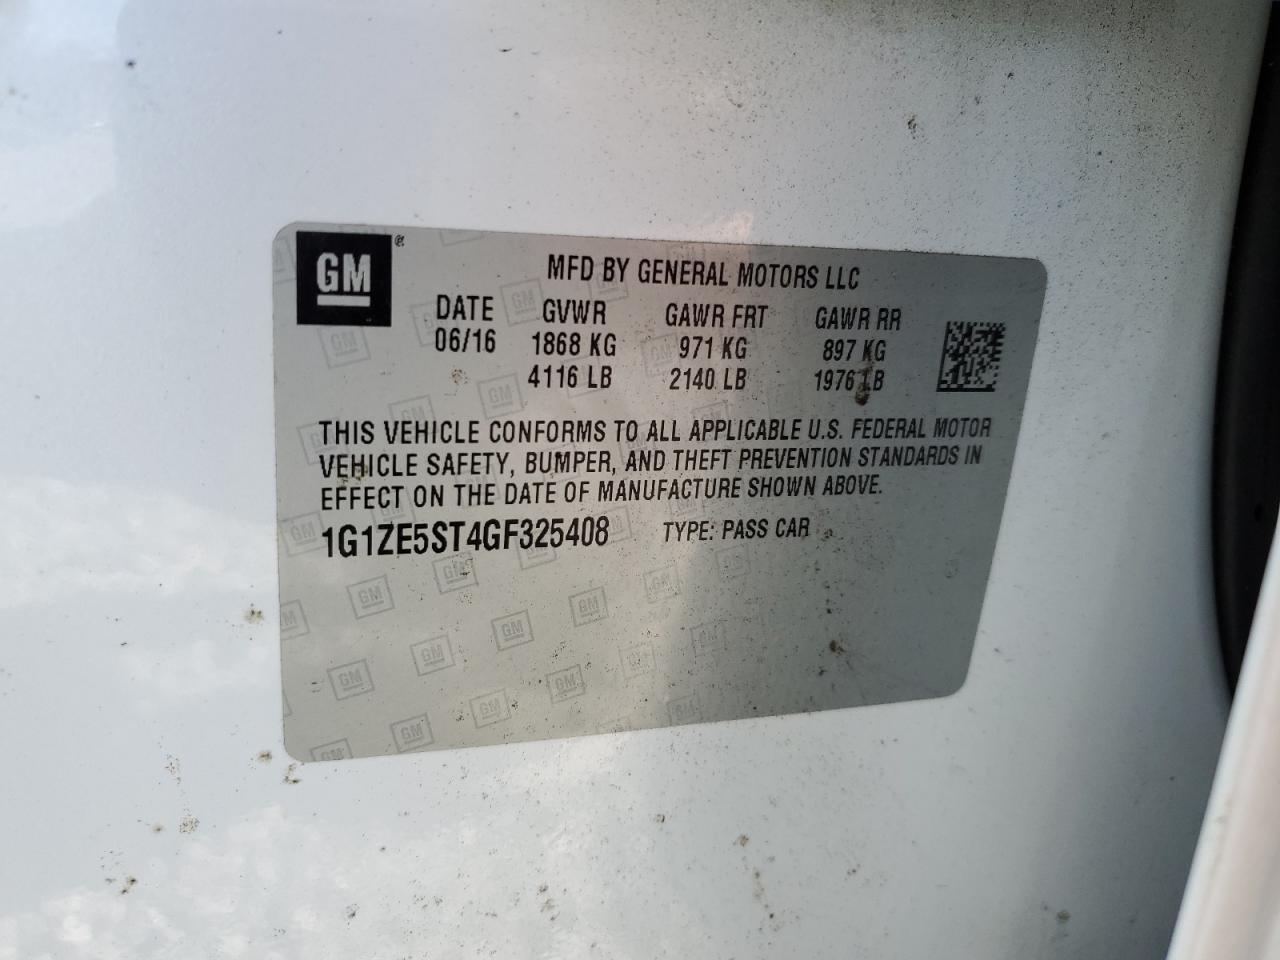 GM
MFD BY GENERAL MOTORS LLC
DATE GVWR GAWR FRT GAWR RR
06/16 1868 KG 971 KG 897 KG
4116 LB 2140 LB 1976 LB
THIS VEHICLE CONFORMS TO ALL APPLICABLE U.S. FEDERAL MOTOR
VEHICLE SAFETY, BUMPER, AND THEFT PREVENTION STANDARDS IN
EFFECT ON THE DATE OF MANUFACTURE SHOWN ABOVE.
1G1ZE5ST4GF325408 TYPE: PASS CAR